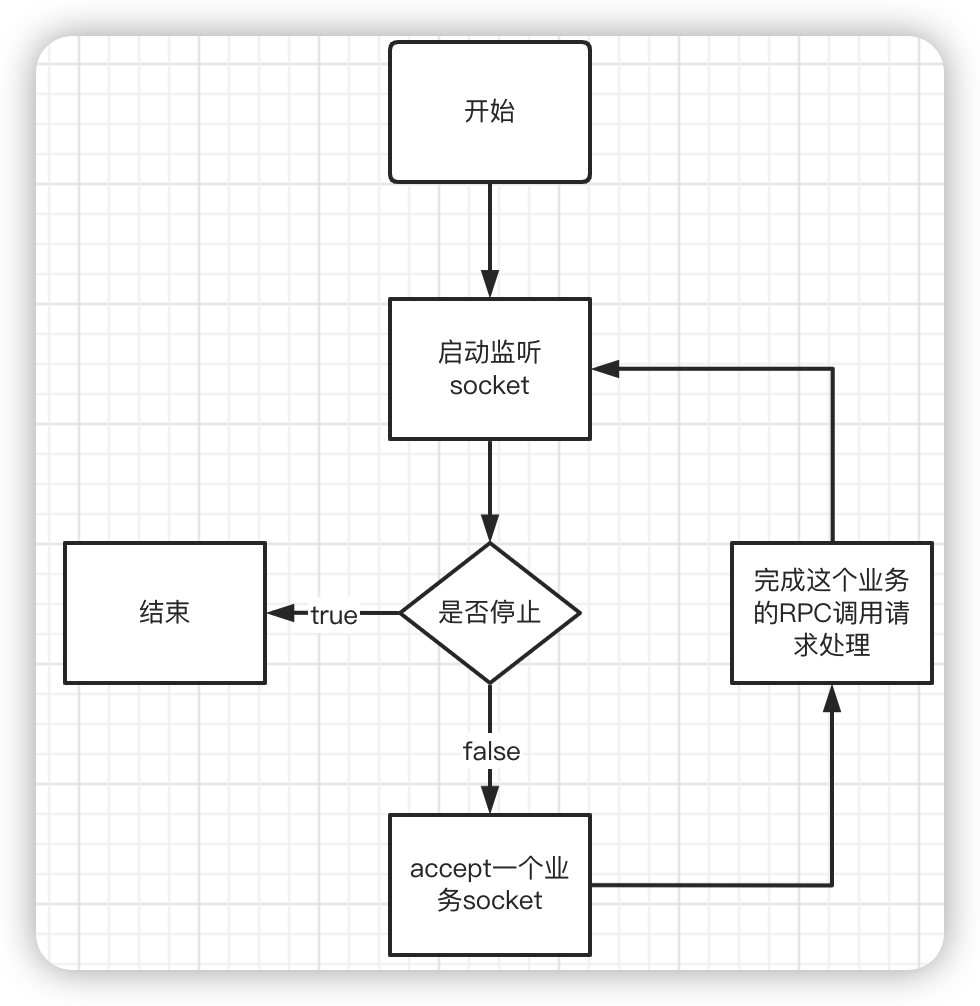 开始
启动监听
socket
结束
true
是否停止
完成这个业务
的RPC调用请
求处理
false
accept一个业
务socket